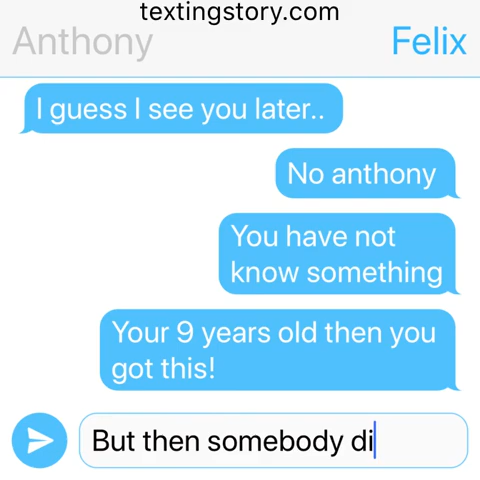 textingstory.com
Anthony
Felix
I guess I see you later..
No anthony
You have not
know something
Your 9 years old then you
got this!
But then somebody di